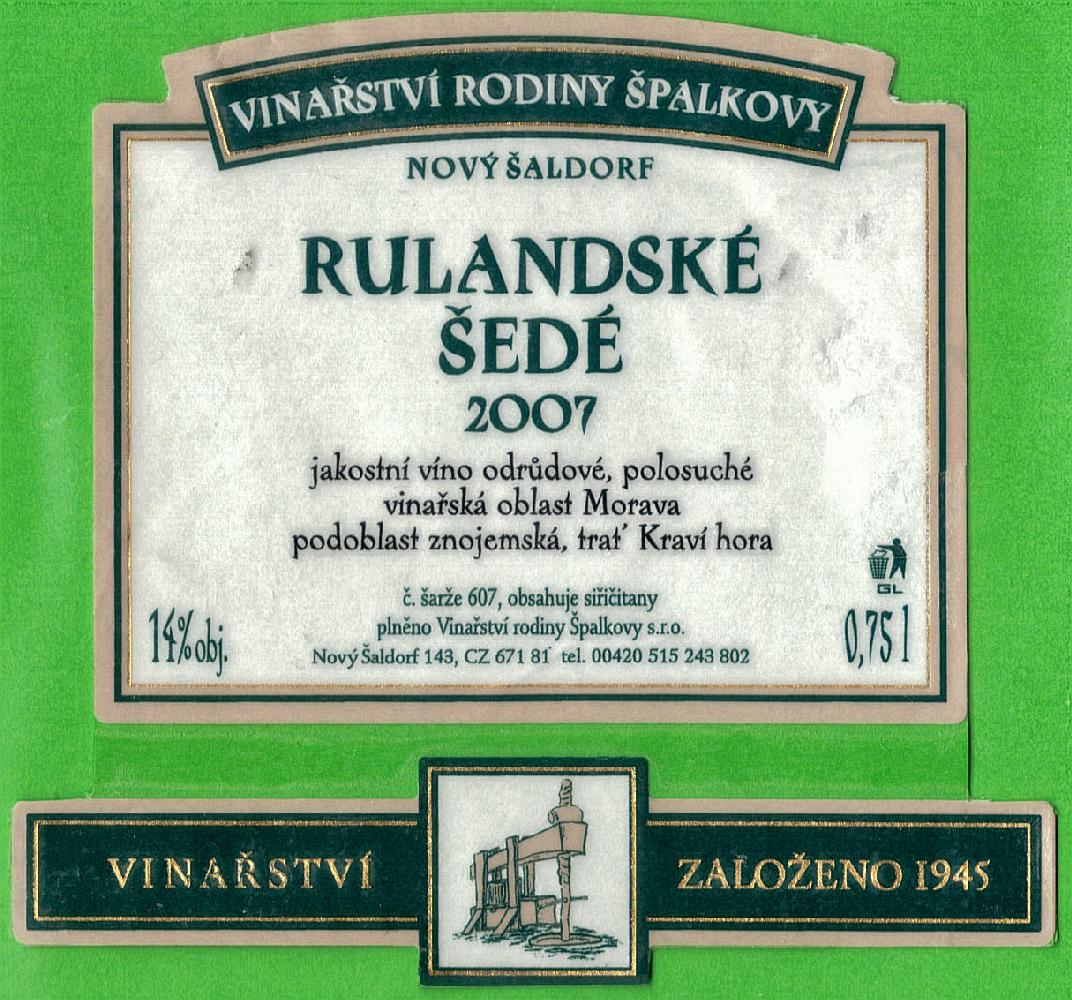 VINAŘSTVÍ RODINY ŠPALKOVY
NOVÝ ŠALDORF
RULANDSKÉ
ŠEDÉ
2007
jakostní víno odrůdové, polosuché
vinařská oblast Morava
podoblast znojemská, trať Kraví hora
GL
č. šarže 607, obsahuje siřičitany
14% obj.
plněno Vinařství rodiny Špalkovy s.r.o.
0,75 l
Nový Šaldorf 143, CZ 671 81 tel. 00420 515 243 802
VINAŘSTVÍ
ZALOŽENO 1945